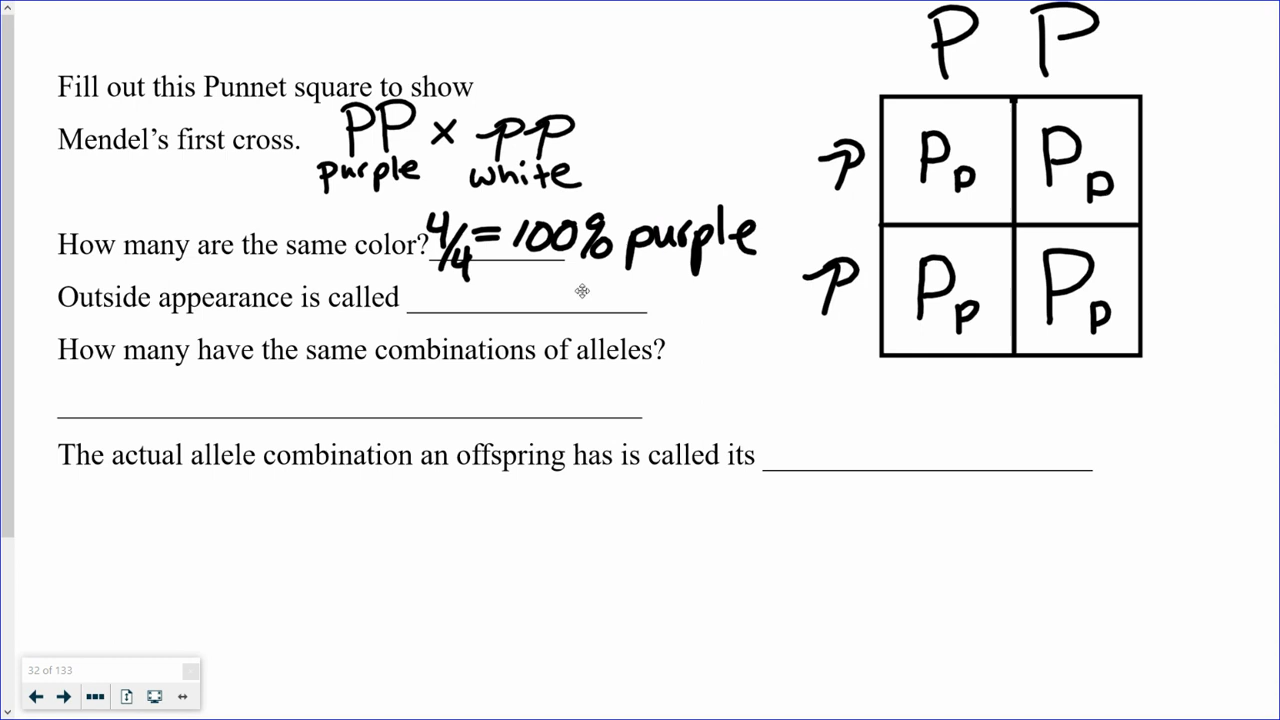 P P
Fill out this Punnet square to show
Mendel’s first cross. PP x pp
purple white
p Pp Pp
How many are the same color? 4/4 = 100% purple
p Pp Pp
Outside appearance is called
How many have the same combinations of alleles?
The actual allele combination an offspring has is called its
32 of 133